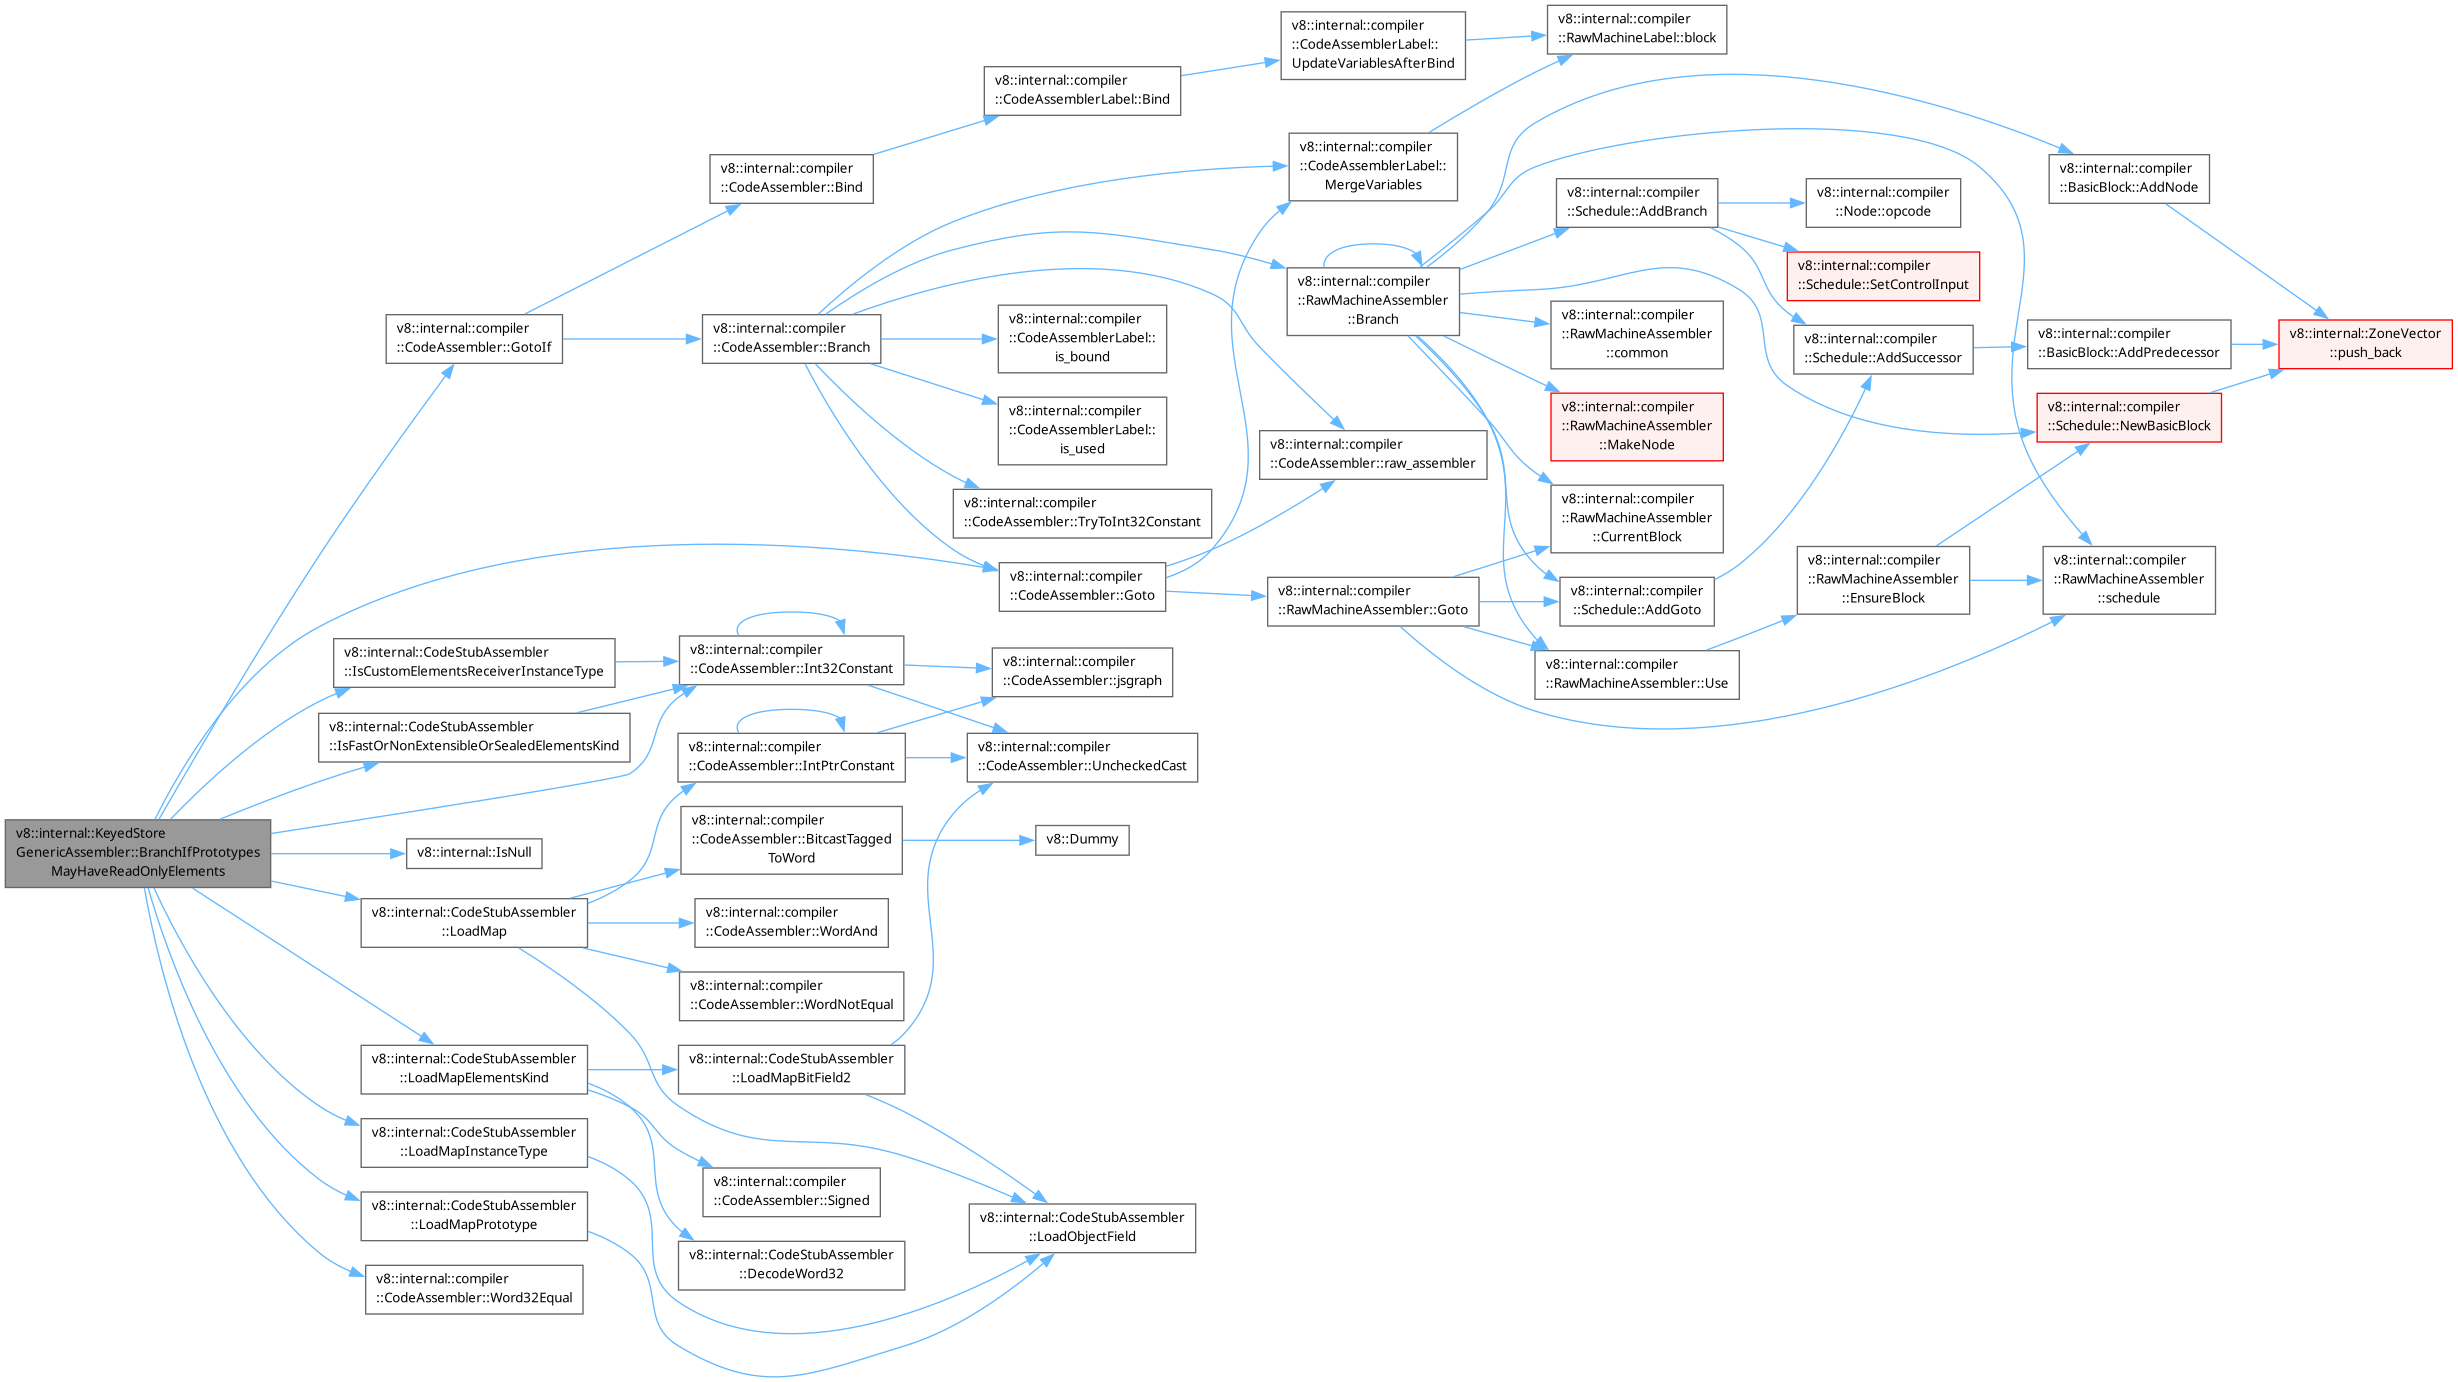 v8::internal::KeyedStore
GenericAssembler::BranchIfPrototypes
MayHaveReadOnlyElements
v8::internal::compiler
::CodeAssembler::GotoIf
v8::internal::CodeStubAssembler
::IsCustomElementsReceiverInstanceType
v8::internal::CodeStubAssembler
::IsFastOrNonExtensibleOrSealedElementsKind
v8::internal::IsNull
v8::internal::CodeStubAssembler
::LoadMap
v8::internal::CodeStubAssembler
::LoadMapElementsKind
v8::internal::CodeStubAssembler
::LoadMapInstanceType
v8::internal::CodeStubAssembler
::LoadMapPrototype
v8::internal::compiler
::CodeAssembler::Word32Equal
v8::internal::compiler
::CodeAssembler::Bind
v8::internal::compiler
::CodeAssembler::Branch
v8::internal::compiler
::CodeAssembler::Int32Constant
v8::internal::compiler
::CodeAssembler::IntPtrConstant
v8::internal::compiler
::CodeAssembler::BitcastTagged
ToWord
v8::internal::compiler
::CodeAssembler::WordAnd
v8::internal::compiler
::CodeAssembler::WordNotEqual
v8::internal::CodeStubAssembler
::LoadMapBitField2
v8::internal::compiler
::CodeAssembler::Signed
v8::internal::CodeStubAssembler
::DecodeWord32
v8::internal::compiler
::CodeAssemblerLabel::Bind
v8::internal::compiler
::CodeAssemblerLabel::
is_bound
v8::internal::compiler
::CodeAssemblerLabel::
is_used
v8::internal::compiler
::CodeAssembler::TryToInt32Constant
v8::internal::compiler
::CodeAssembler::Goto
v8::internal::compiler
::CodeAssembler::jsgraph
v8::internal::compiler
::CodeAssembler::UncheckedCast
v8::Dummy
v8::internal::CodeStubAssembler
::LoadObjectField
v8::internal::compiler
::CodeAssemblerLabel::
UpdateVariablesAfterBind
v8::internal::compiler
::CodeAssemblerLabel::
MergeVariables
v8::internal::compiler
::RawMachineAssembler
::Branch
v8::internal::compiler
::CodeAssembler::raw_assembler
v8::internal::compiler
::RawMachineAssembler::Goto
v8::internal::compiler
::RawMachineLabel::block
v8::internal::compiler
::Schedule::AddBranch
v8::internal::compiler
::RawMachineAssembler
::common
v8::internal::compiler
::RawMachineAssembler
::MakeNode
v8::internal::compiler
::RawMachineAssembler
::CurrentBlock
v8::internal::compiler
::Schedule::AddGoto
v8::internal::compiler
::RawMachineAssembler::Use
v8::internal::compiler
::Node::opcode
v8::internal::compiler
::Schedule::SetControlInput
v8::internal::compiler
::Schedule::AddSuccessor
v8::internal::compiler
::RawMachineAssembler
::EnsureBlock
v8::internal::compiler
::BasicBlock::AddNode
v8::internal::compiler
::BasicBlock::AddPredecessor
v8::internal::compiler
::Schedule::NewBasicBlock
v8::internal::compiler
::RawMachineAssembler
::schedule
v8::internal::ZoneVector
::push_back